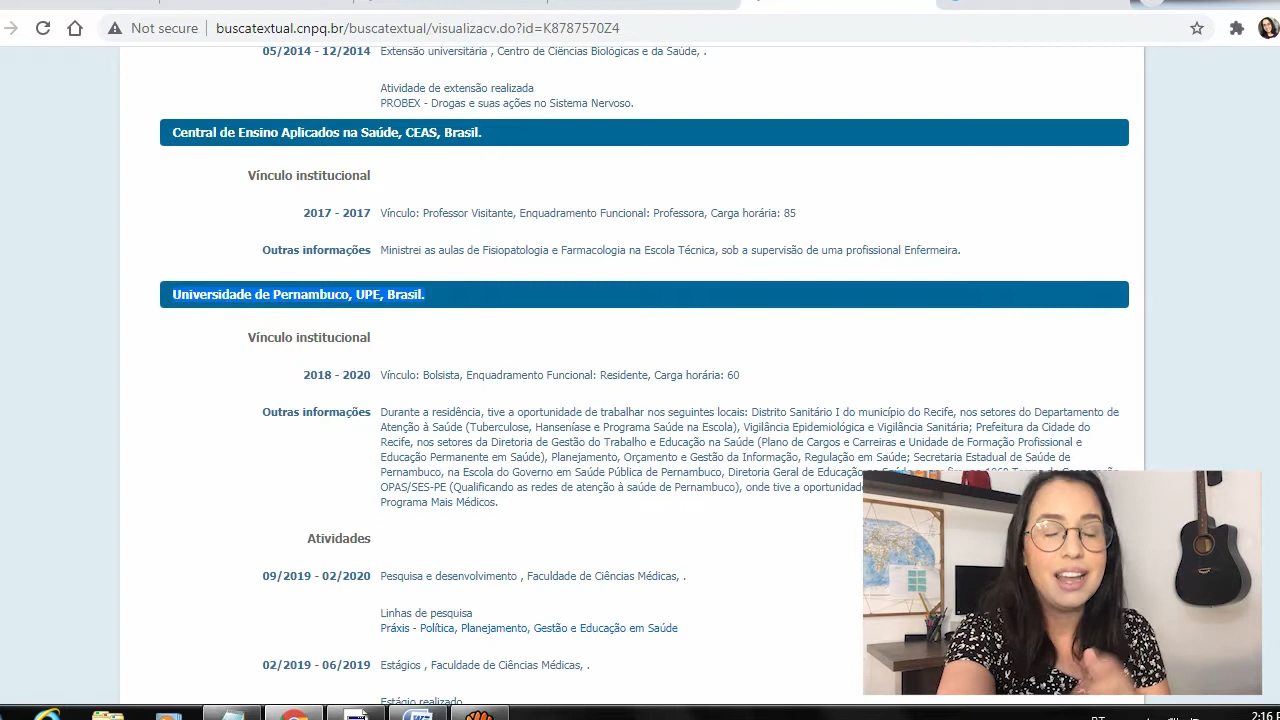 Not secure buscatextual.cnpq.br/buscatextual/visualizacv.do?id=K8787570Z4
05/2014 - 12/2014 Extensão universitária , Centro de Ciências Biológicas e da Saúde, .
Atividade de extensão realizada
PROBEX - Drogas e suas ações no Sistema Nervoso.
Central de Ensino Aplicados na Saúde, CEAS, Brasil.
Vínculo institucional
2017 - 2017 Vínculo: Professor Visitante, Enquadramento Funcional: Professora, Carga horária: 85
Outras informações Ministrei as aulas de Fisiopatologia e Farmacologia na Escola Técnica, sob a supervisão de uma profissional Enfermeira.
Universidade de Pernambuco, UPE, Brasil.
Vínculo institucional
2018 - 2020 Vínculo: Bolsista, Enquadramento Funcional: Residente, Carga horária: 60
Outras informações Durante a residência, tive a oportunidade de trabalhar nos seguintes locais: Distrito Sanitário I do município do Recife, nos setores do Departamento de
Atenção à Saúde (Tuberculose, Hanseníase e Programa Saúde na Escola), Vigilância Epidemiológica e Vigilância Sanitária; Prefeitura da Cidade do
Recife, nos setores da Diretoria de Gestão do Trabalho e Educação na Saúde (Plano de Cargos e Carreiras e Unidade de Formação Profissional e
Educação Permanente em Saúde), Planejamento, Orçamento e Gestão da Informação, Regulação em Saúde; Secretaria Estadual de Saúde de
Pernambuco, na Escola do Governo em Saúde Pública de Pernambuco, Diretoria Geral de Educação
OPAS/SES-PE (Qualificando as redes de atenção à saúde de Pernambuco), onde tive a oportunidade
Programa Mais Médicos.
Atividades
09/2019 - 02/2020 Pesquisa e desenvolvimento , Faculdade de Ciências Médicas, .
Linhas de pesquisa
Práxis - Política, Planejamento, Gestão e Educação em Saúde
02/2019 - 06/2019 Estágios , Faculdade de Ciências Médicas, .
Estágio realizado
2:16